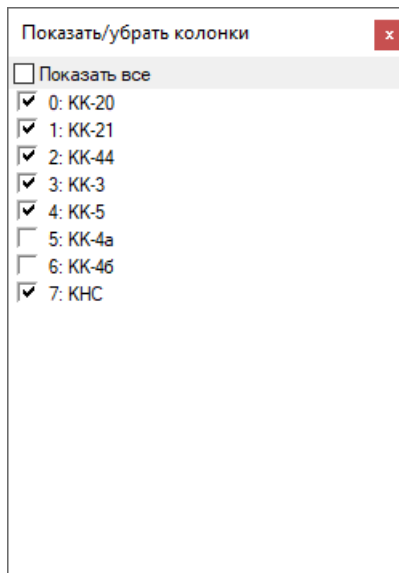 Показать/убрать колонки
x
Показать все
0: КК-20
1: КК-21
2: КК-44
3: КК-3
4: КК-5
5: КК-4а
6: КК-4б
7: КНС